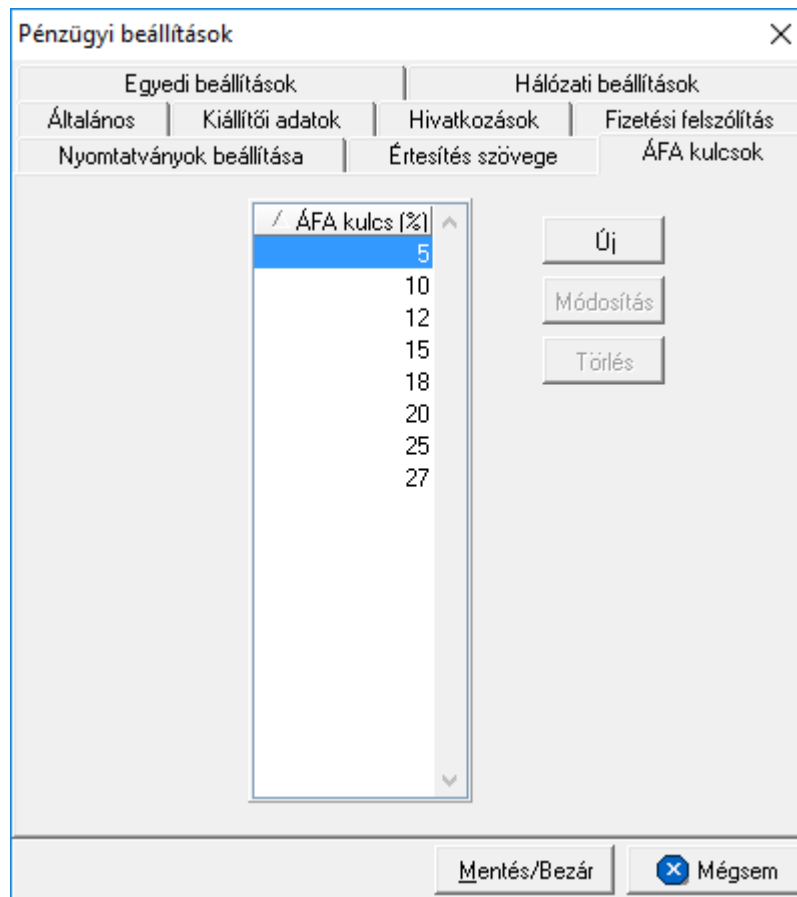 Pénzügyi beállítások
Egyedi beállítások Hálózati beállítások
Általános Kiállítói adatok Hivatkozások Fizetési felszólítás
Nyomtatványok beállítása Értesítés szövege ÁFA kulcsok
ÁFA kulcs (%)
5
Új
10
Módosítás
12
15
Törlés
18
20
25
27
Mentés/Bezár Mégsem